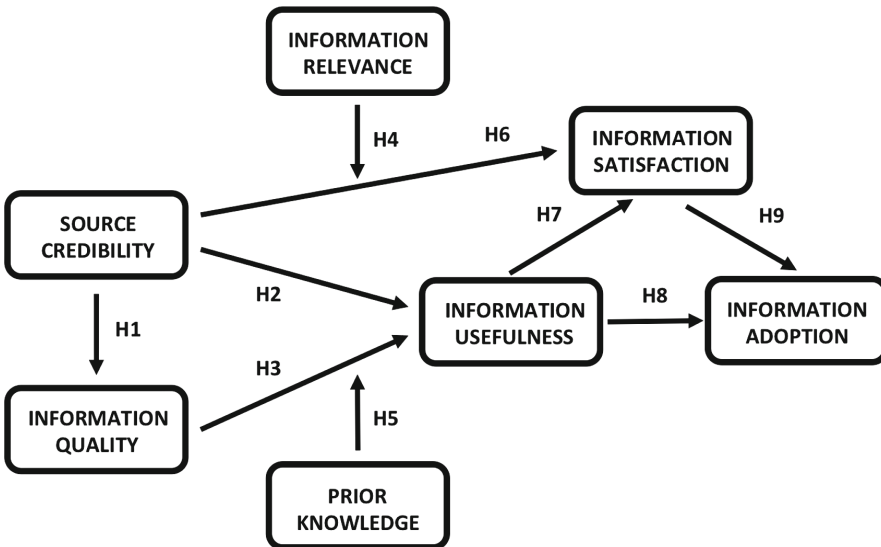 INFORMATION
RELEVANCE
H4
H6
INFORMATION
SATISFACTION
SOURCE
CREDIBILITY
H7
H9
H2
INFORMATION
USEFULNESS
H8
INFORMATION
ADOPTION
H1
H3
INFORMATION
QUALITY
H5
PRIOR
KNOWLEDGE